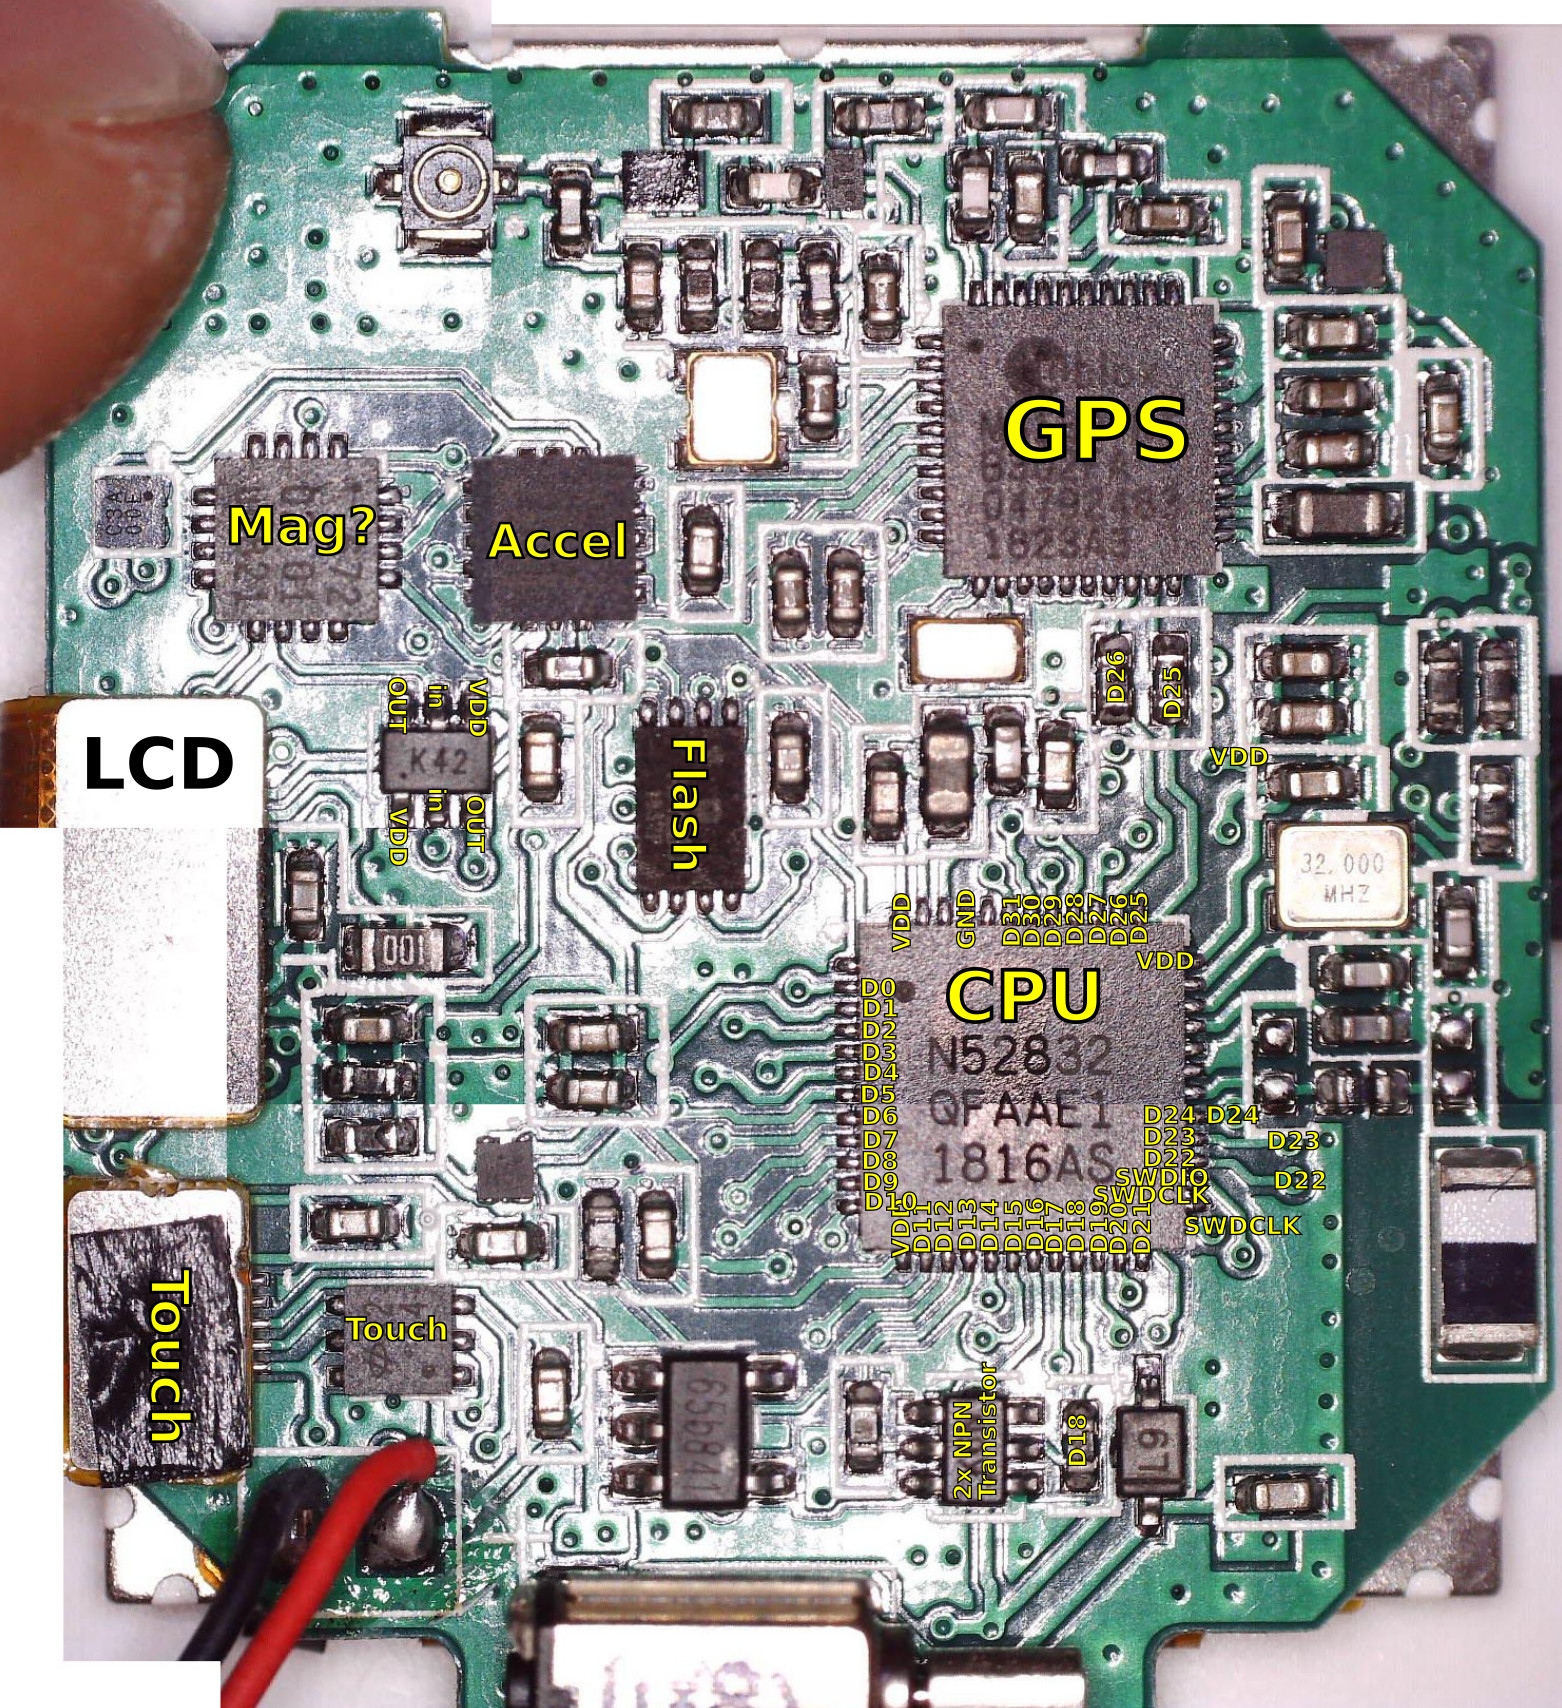 GPS
Mag?
Accel
C3A
00E
OUT
in
VDD
D26
D25
LCD
K42
Flash
VDD
VDD
in
OUT
32.000
MHZ
001
VDD
GND
D31
D30
D29
D28
D27
D26
D25
VDD
CPU
D0
D1
D2
D3
D4
D5
D6
D7
D8
D9
D10
N52832
QFAAE1
1816AS
D24 D24
D23
D23
D22
D22
SWDIO
SWDCLK
SWDCLK
VDD
D11
D12
D13
D14
D15
D16
D17
D18
D19
D20
D21
Touch
Touch
2x NPN
Transistor
D18
L9